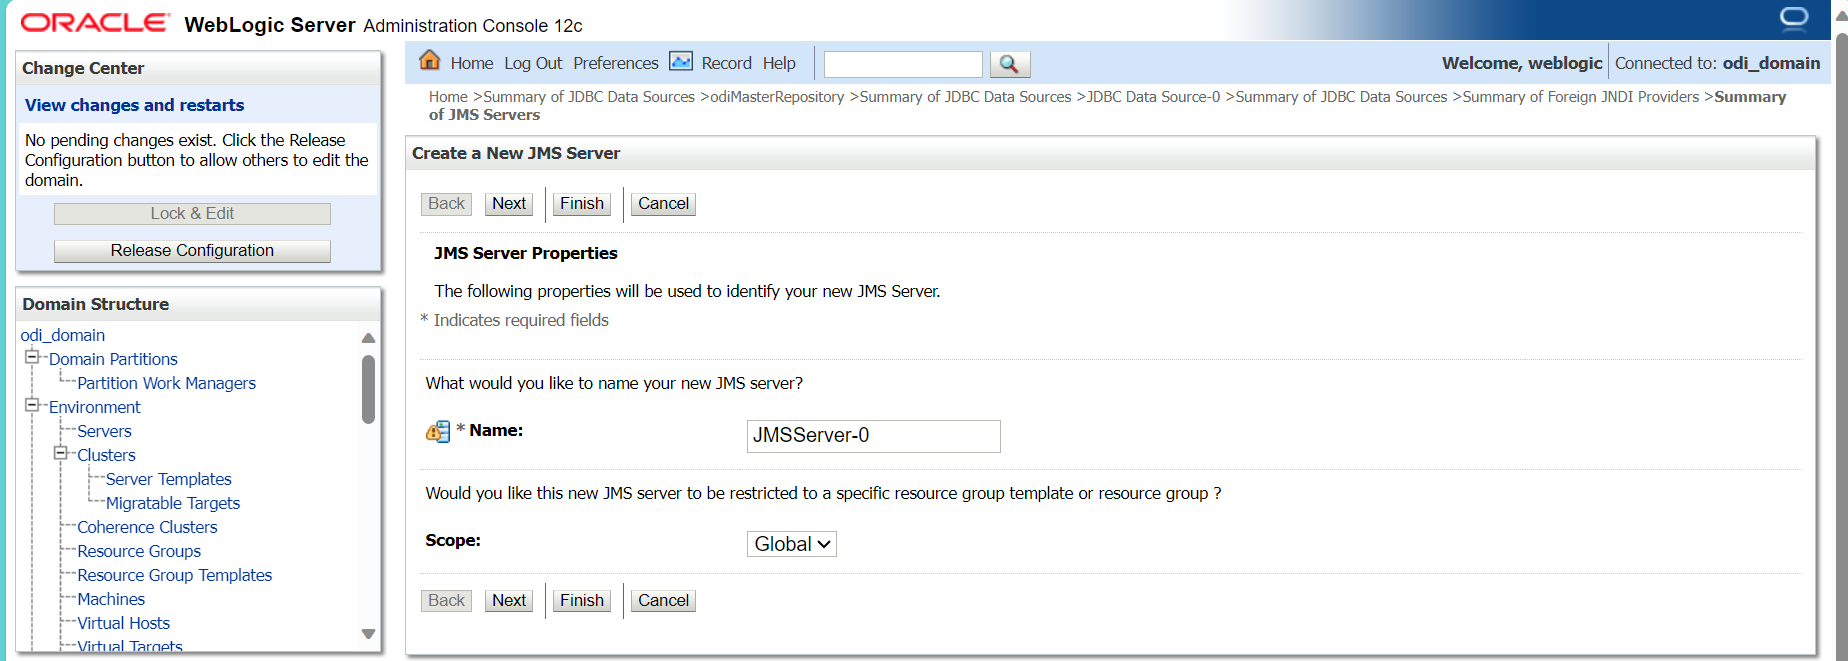 ORACLE WebLogic Server Administration Console 12c
Change Center
View changes and restarts
No pending changes exist. Click the Release
Configuration button to allow others to edit the
domain.
Lock & Edit
Release Configuration
Domain Structure
odi_domain
Domain Partitions
Partition Work Managers
Environment
Servers
Clusters
Server Templates
Migratable Targets
Coherence Clusters
Resource Groups
Resource Group Templates
Machines
Virtual Hosts
Virtual Targets
Home Log Out Preferences Record Help
Welcome, weblogic Connected to: odi_domain
Home >Summary of JDBC Data Sources >odiMasterRepository >Summary of JDBC Data Sources >JDBC Data Source-0 >Summary of JDBC Data Sources >Summary of Foreign JNDI Providers >Summary
of JMS Servers
Create a New JMS Server
Back Next Finish Cancel
JMS Server Properties
The following properties will be used to identify your new JMS Server.
* Indicates required fields
What would you like to name your new JMS server?
* Name: JMSServer-0
Would you like this new JMS server to be restricted to a specific resource group template or resource group ?
Scope: Global
Back Next Finish Cancel